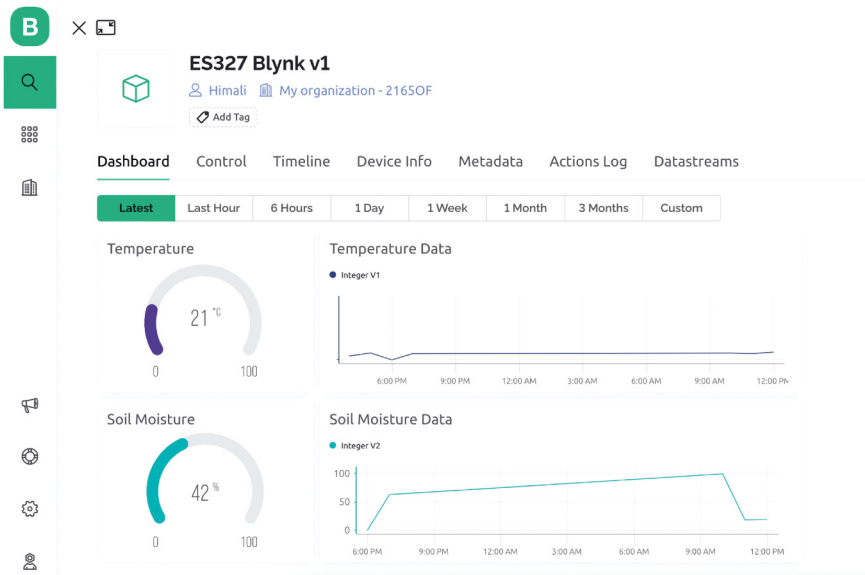 B
ES327 Blynk v1
Himali My organization - 2165OF
Add Tag
Dashboard Control Timeline Device Info Metadata Actions Log Datastreams
Latest Last Hour 6 Hours 1 Day 1 Week 1 Month 3 Months Custom
Temperature
21 °C
0 100
Temperature Data
Integer V1
6:00 PM 9:00 PM 12:00 AM 3:00 AM 6:00 AM 9:00 AM 12:00 PM
Soil Moisture
42 %
0 100
Soil Moisture Data
Integer V2
100
50
0
6:00 PM 9:00 PM 12:00 AM 3:00 AM 6:00 AM 9:00 AM 12:00 PM